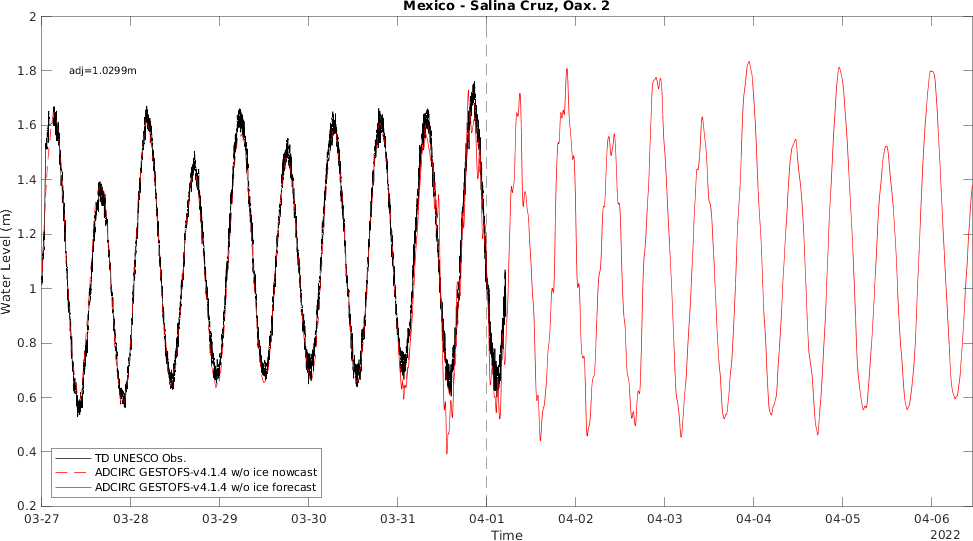 Mexico - Salina Cruz, Oax. 2
2
1.8
1.6
1.4
1.2
1
0.8
0.6
0.4
0.2
Water Level (m)
adj=1.0299m
TD UNESCO Obs.
ADCIRC GESTOFS-v4.1.4 w/o ice nowcast
ADCIRC GESTOFS-v4.1.4 w/o ice forecast
03-27 03-28 03-29 03-30 03-31 04-01 04-02 04-03 04-04 04-05 04-06
Time
2022